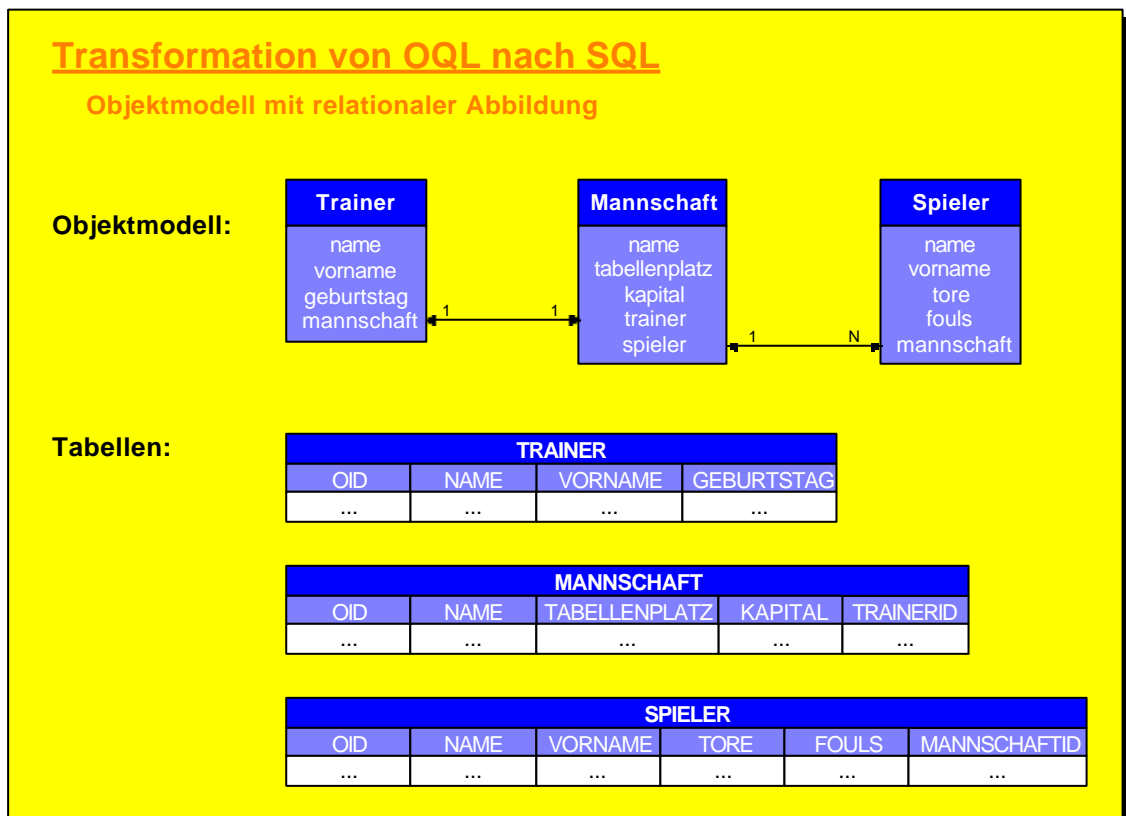 Transformation von OQL nach SQL
Objektmodell mit relationaler Abbildung
Objektmodell:
Trainer
name
vorname
geburtstag
mannschaft
1
1
Mannschaft
name
tabellenplatz
kapital
trainer
spieler
1
N
Spieler
name
vorname
tore
fouls
mannschaft
Tabellen:
TRAINER
OID NAME VORNAME GEBURTSTAG
... ... ... ...
MANNSCHAFT
OID NAME TABELLENPLATZ KAPITAL TRAINERID
... ... ... ... ...
SPIELER
OID NAME VORNAME TORE FOULS MANNSCHAFTID
... ... ... ... ... ...